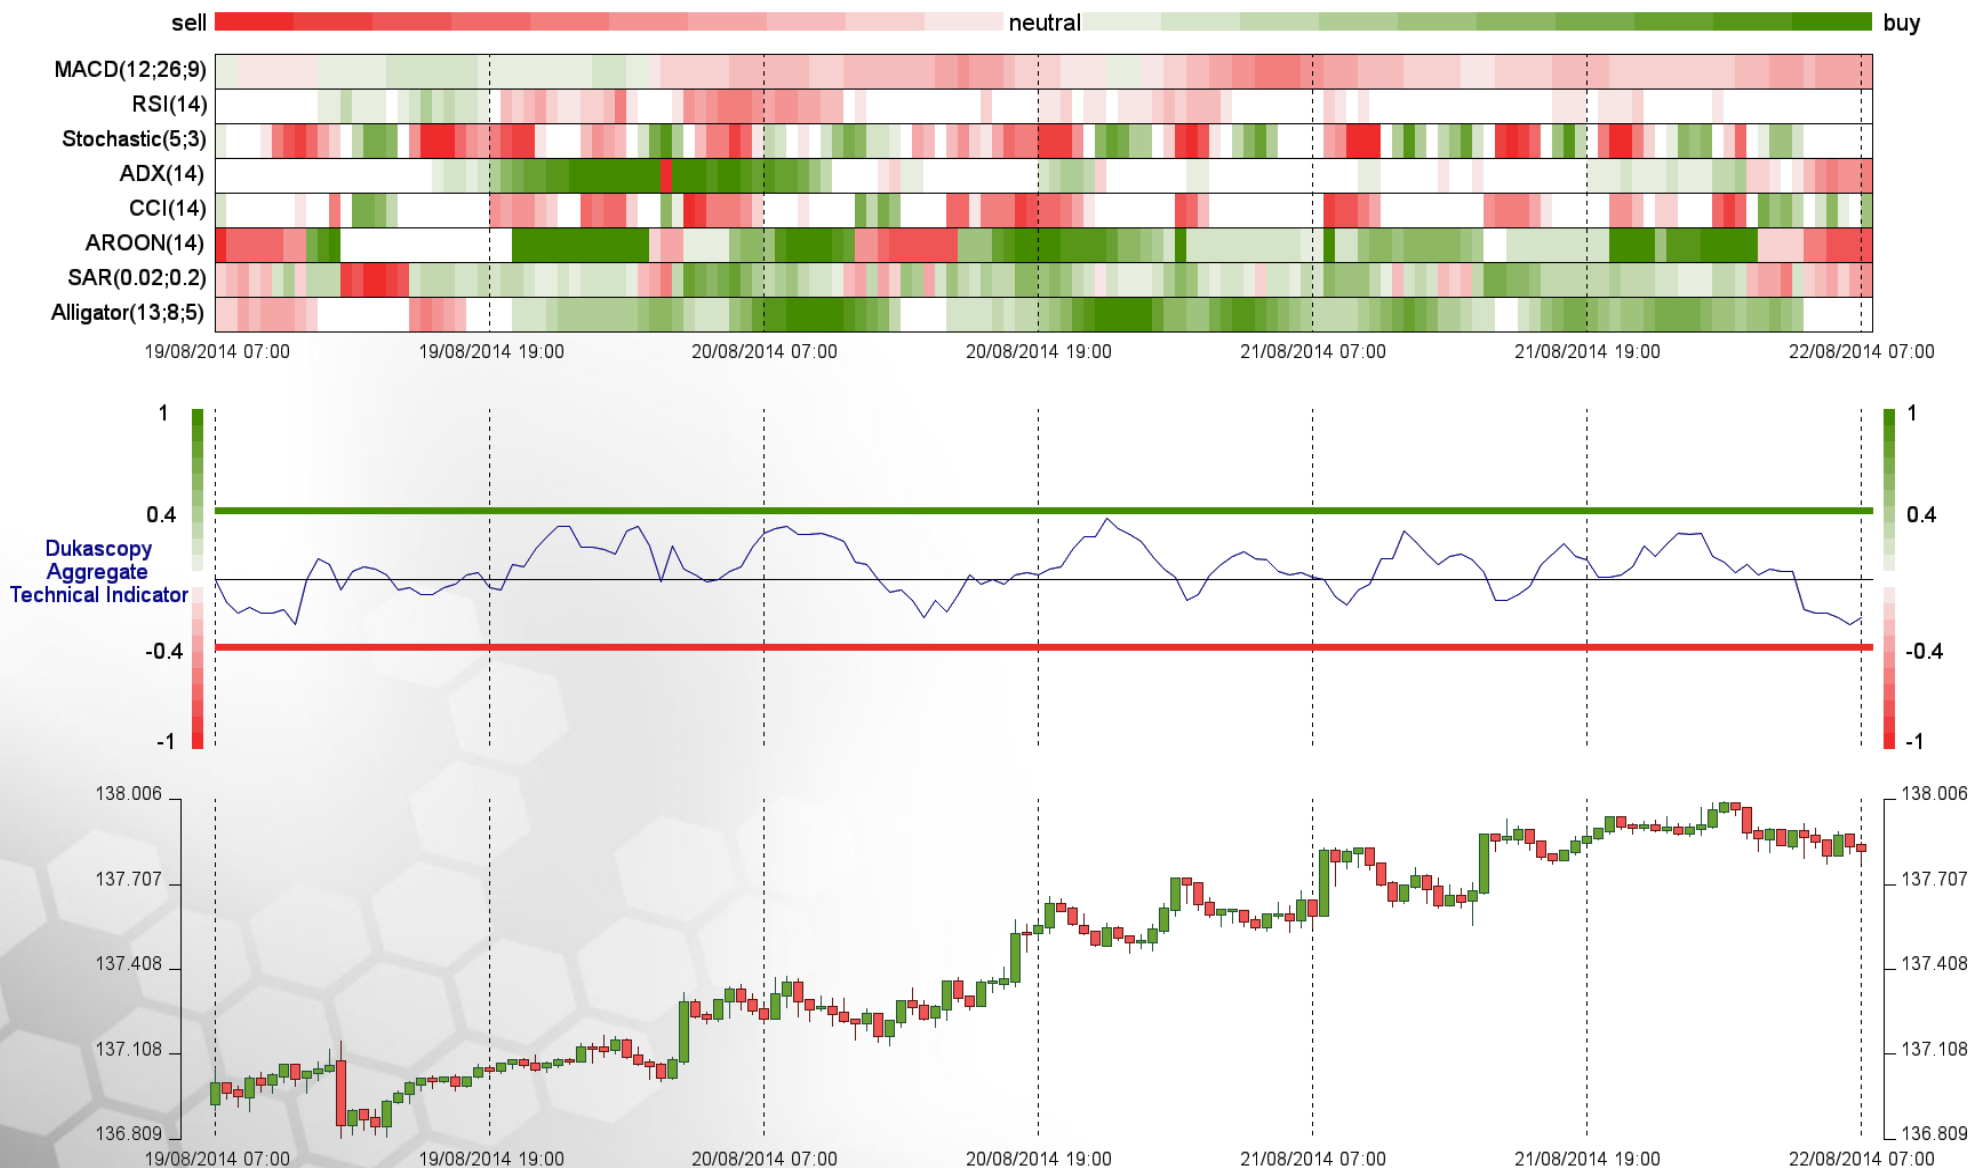 sell neutral buy
MACD(12;26;9)
RSI(14)
Stochastic(5;3)
ADX(14)
CCI(14)
AROON(14)
SAR(0.02;0.2)
Alligator(13;8;5)
19/08/2014 07:00 19/08/2014 19:00 20/08/2014 07:00 20/08/2014 19:00 21/08/2014 07:00 21/08/2014 19:00 22/08/2014 07:00
1 1
0.4 0.4
Dukascopy
Aggregate
Technical Indicator
-0.4 -0.4
-1 -1
138.006 138.006
137.707 137.707
137.408 137.408
137.108 137.108
136.809 136.809
19/08/2014 07:00 19/08/2014 19:00 20/08/2014 07:00 20/08/2014 19:00 21/08/2014 07:00 21/08/2014 19:00 22/08/2014 07:00